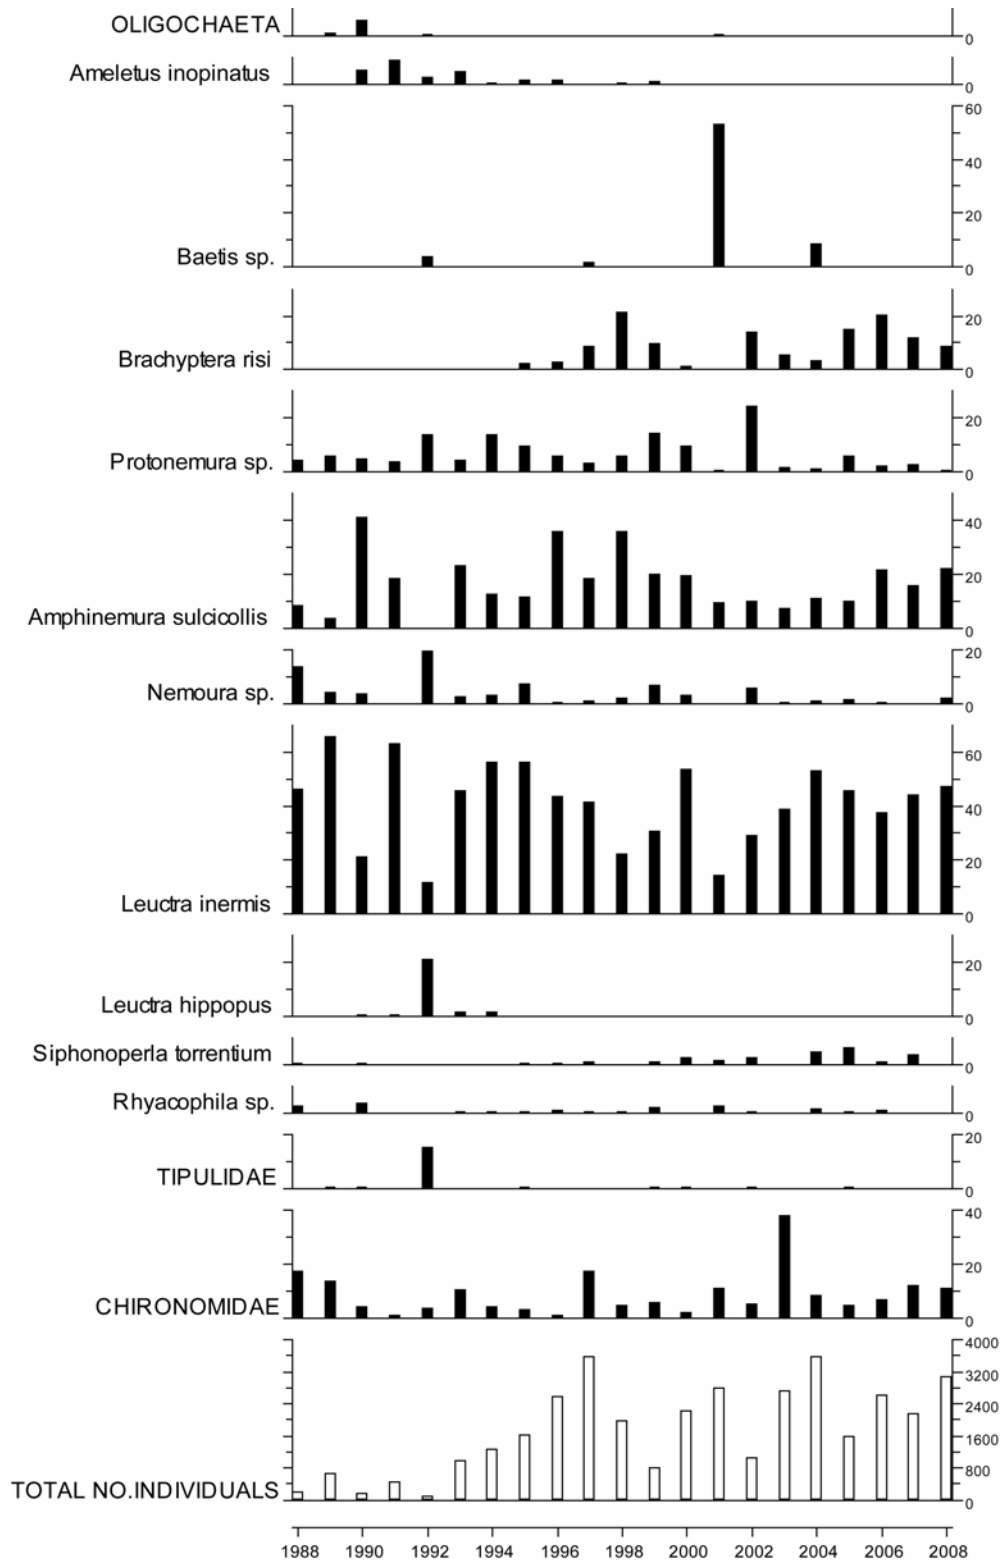 OLIGOCHAETA
0
Ameletus inopinatus
0
60
40
20
Baetis sp.
0
20
Brachyptera risi
0
20
Protonemura sp.
0
40
20
Amphinemura sulcicollis
0
20
Nemoura sp.
0
60
40
20
Leuctra inermis
0
20
Leuctra hippopus
0
Siphonoperla torrentium
0
Rhyacophila sp.
0
20
TIPULIDAE
0
40
20
CHIRONOMIDAE
0
4000
3200
2400
1600
800
TOTAL NO.INDIVIDUALS
0
1988 1990 1992 1994 1996 1998 2000 2002 2004 2006 2008